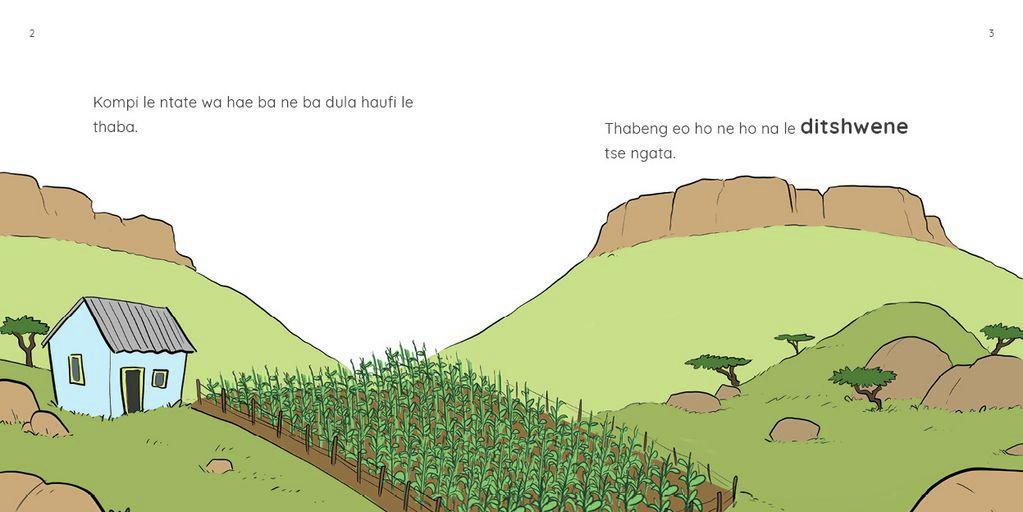 2
Kompi le ntate wa hae ba ne ba dula haufi le
thaba.
3
Thabeng eo ho ne ho na le ditshwene
tse ngata.